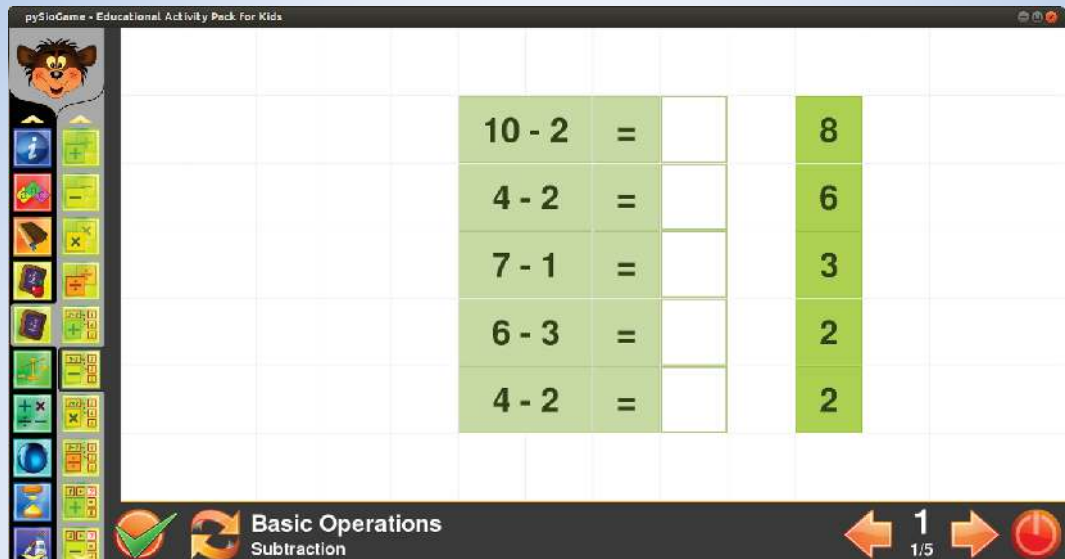 pySioGame - Educational Activity Pack for Kids
10 - 2 = 8
4 - 2 = 6
7 - 1 = 3
6 - 3 = 2
4 - 2 = 2
Basic Operations
Subtraction
1
1/5